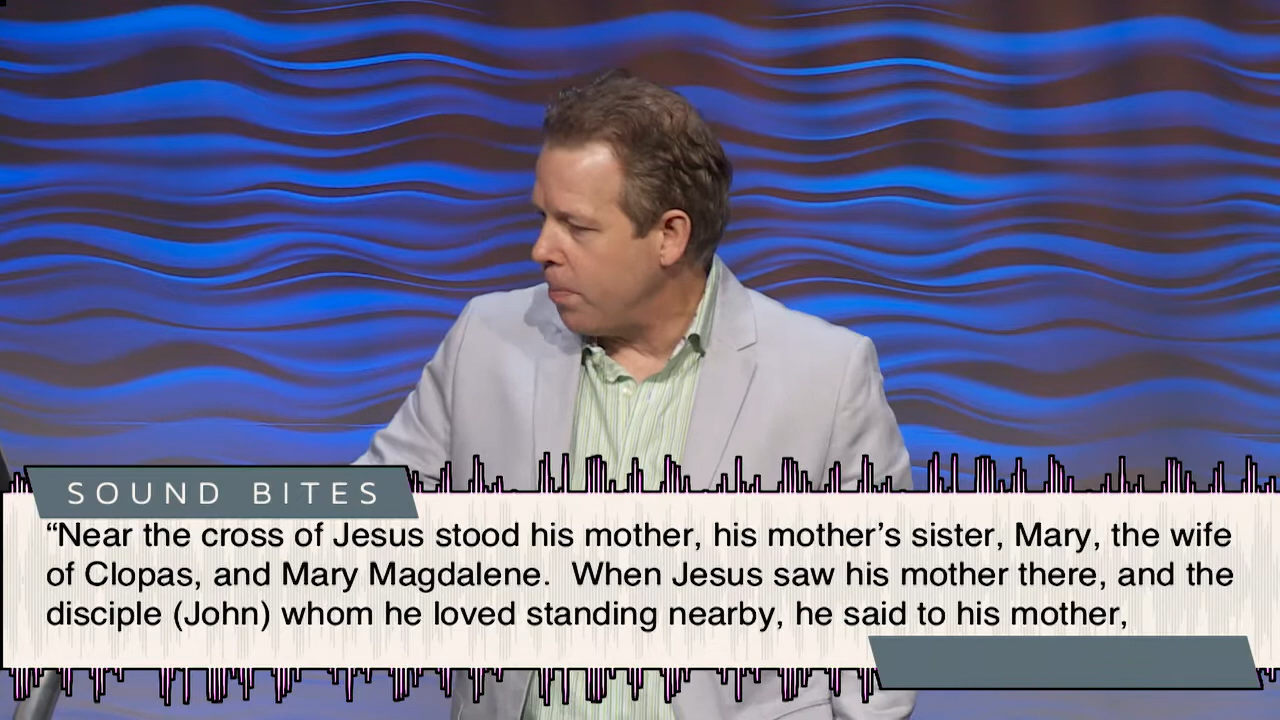 SOUND BITES
“Near the cross of Jesus stood his mother, his mother’s sister, Mary, the wife
of Clopas, and Mary Magdalene.  When Jesus saw his mother there, and the
disciple (John) whom he loved standing nearby, he said to his mother,